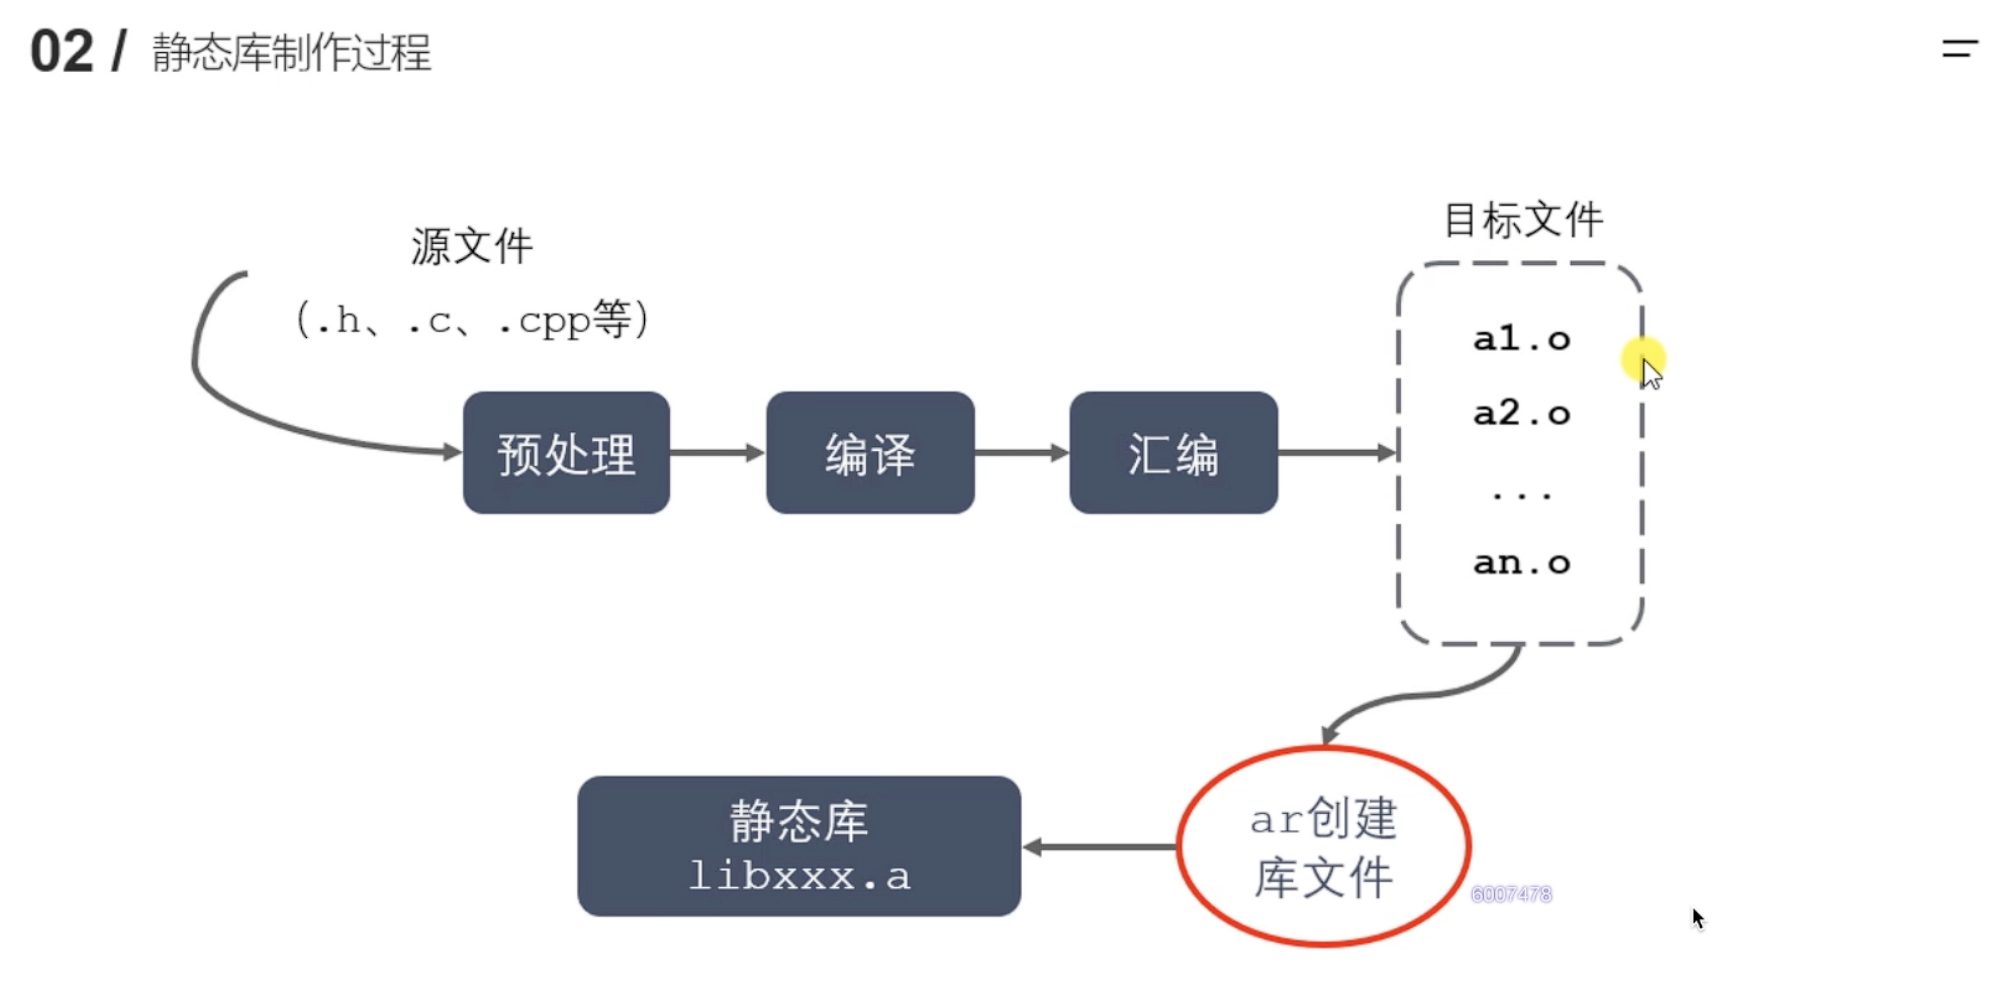 02 / 静态库制作过程
源文件
(.h、.c、.cpp等)
预处理
编译
汇编
目标文件
a1.o
a2.o
...
an.o
ar创建
库文件
静态库
libxxx.a
6007478